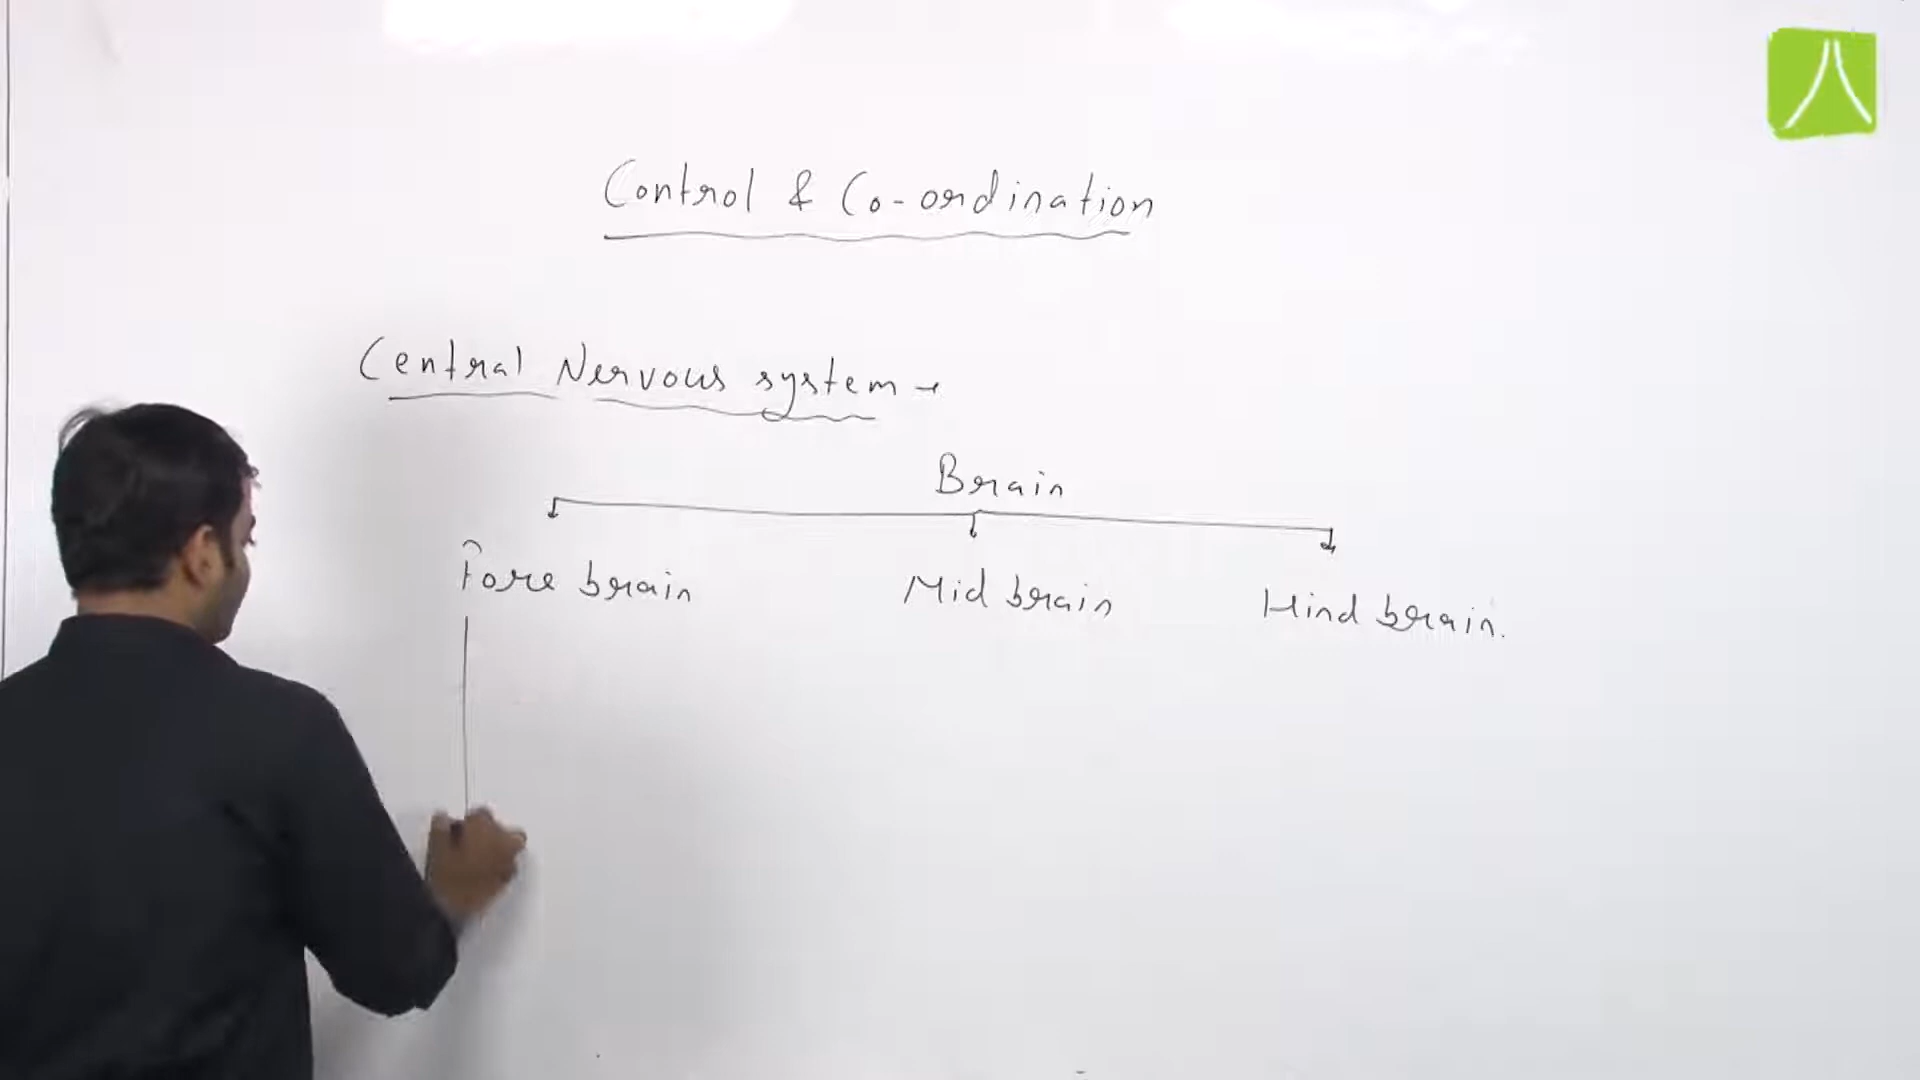 Control & Co-ordination
Central Nervous system →
Brain
Fore brain
Mid brain
Hind brain.